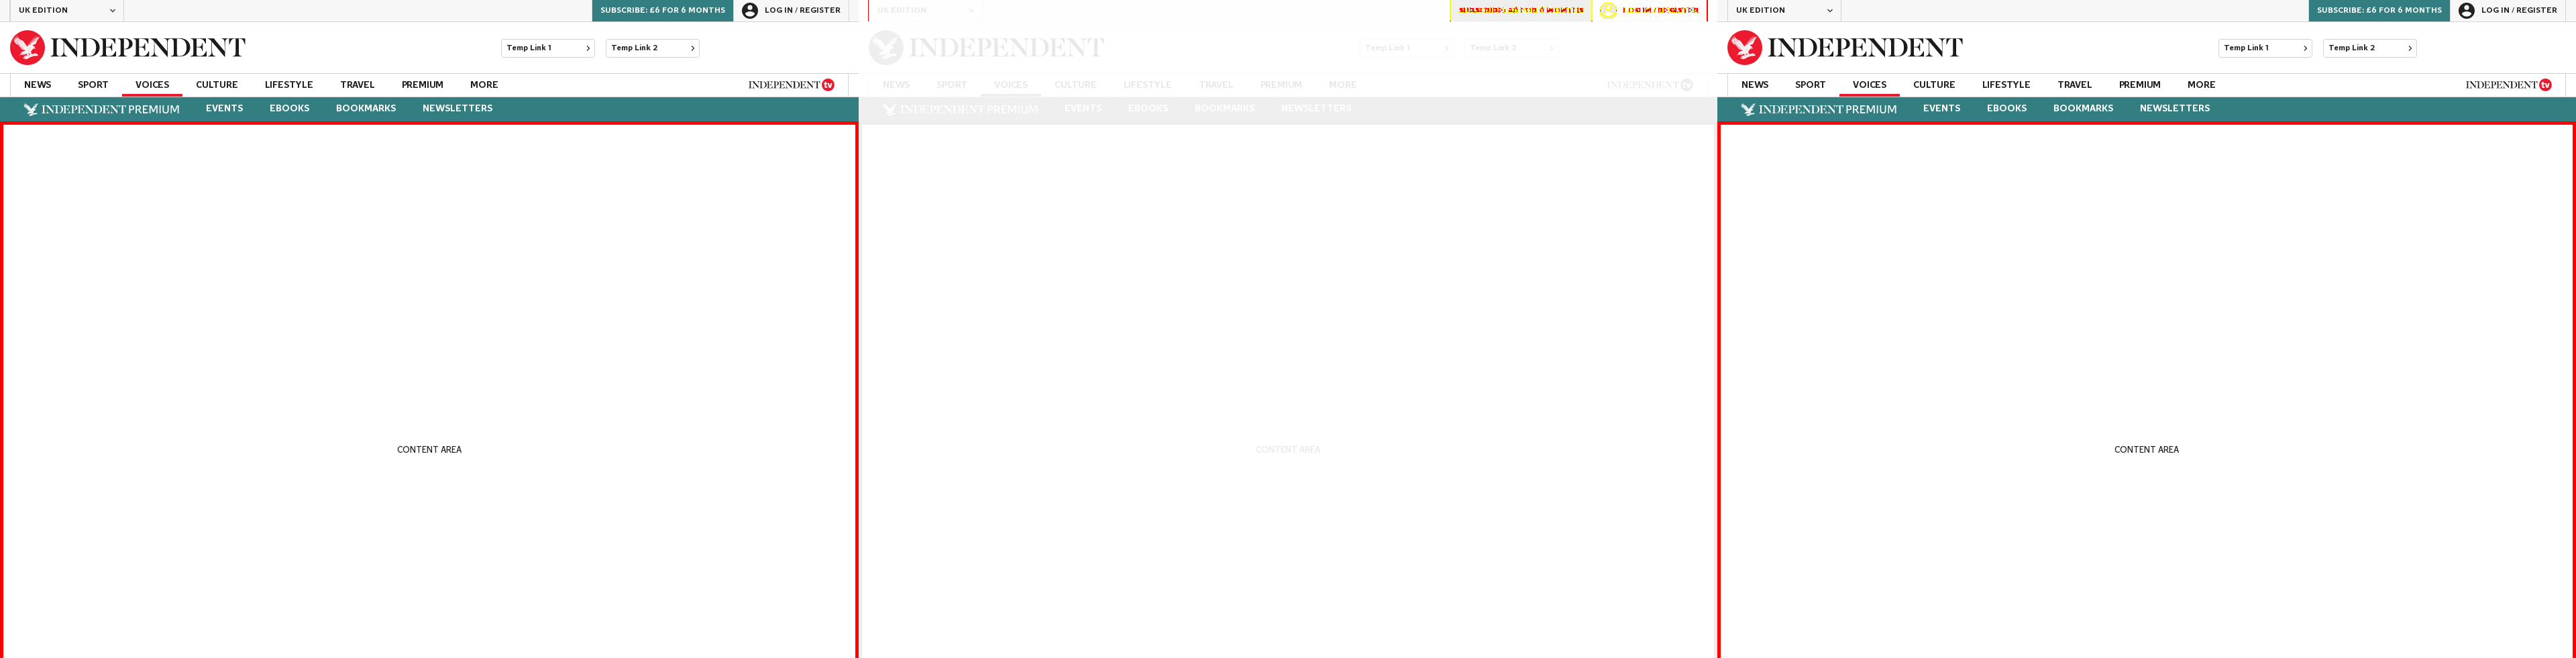 UK EDITION SUBSCRIBE: £6 FOR 6 MONTHS LOG IN / REGISTER
INDEPENDENT Temp Link 1 Temp Link 2
NEWS SPORT VOICES CULTURE LIFESTYLE TRAVEL PREMIUM MORE INDEPENDENT tv
INDEPENDENT PREMIUM EVENTS EBOOKS BOOKMARKS NEWSLETTERS
CONTENT AREA
UK EDITION LOG IN / REGISTER
INDEPENDENT Temp Link 1 Temp Link 2
NEWS SPORT VOICES CULTURE LIFESTYLE TRAVEL PREMIUM MORE INDEPENDENT tv
INDEPENDENT PREMIUM EVENTS EBOOKS BOOKMARKS NEWSLETTERS
CONTENT AREA
UK EDITION SUBSCRIBE: £6 FOR 6 MONTHS LOG IN / REGISTER
INDEPENDENT Temp Link 1 Temp Link 2
NEWS SPORT VOICES CULTURE LIFESTYLE TRAVEL PREMIUM MORE INDEPENDENT tv
INDEPENDENT PREMIUM EVENTS EBOOKS BOOKMARKS NEWSLETTERS
CONTENT AREA